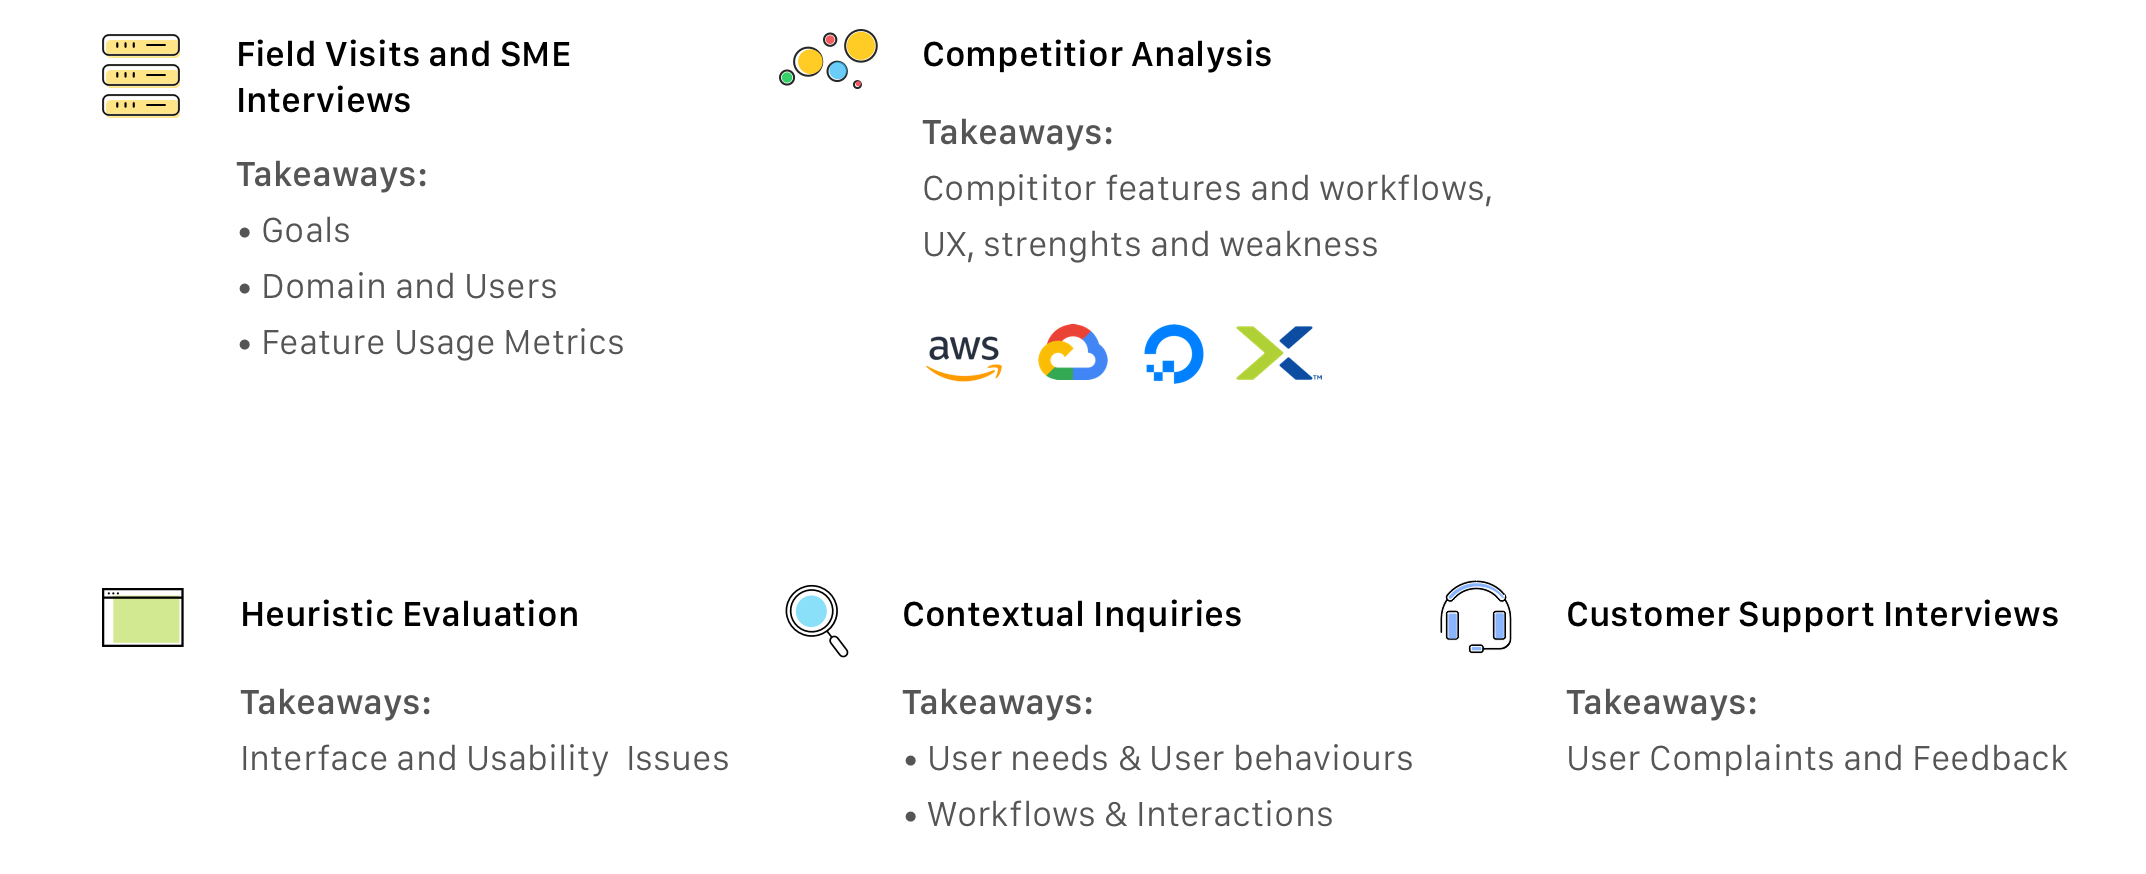 Field Visits and SME
Interviews
Takeaways:
• Goals
• Domain and Users
• Feature Usage Metrics
Competitior Analysis
Takeaways:
Compititor features and workflows,
UX, strenghts and weakness
aws
TM
Heuristic Evaluation
Takeaways:
Interface and Usability  Issues
Contextual Inquiries
Takeaways:
• User needs & User behaviours
• Workflows & Interactions
Customer Support Interviews
Takeaways:
User Complaints and Feedback